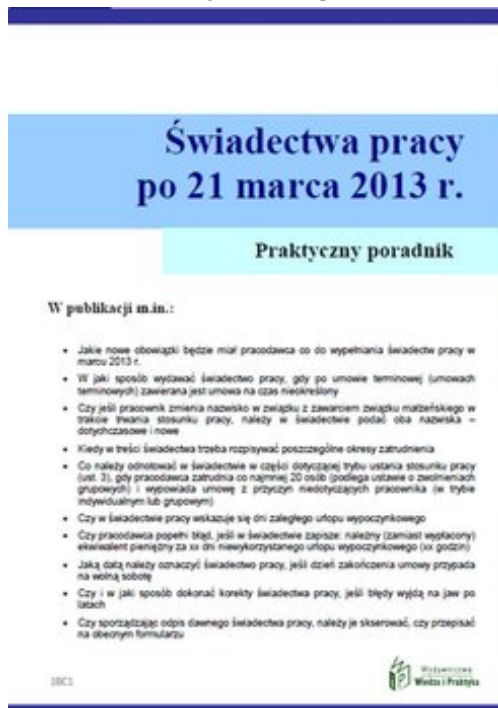 Świadectwa pracy
po 21 marca 2013 r.
Praktyczny poradnik
W publikacji m.in.:
• Jakie nowe obowiązki będzie miał pracodawca co do wypełniania świadectw pracy w
marcu 2013 r.
• W jaki sposób wydawać świadectwo pracy, gdy po umowie terminowej (umowach
terminowych) zawierana jest umowa na czas nieokreślony
• Czy jeśli pracownik zmienia nazwisko w związku z zawarciem związku małżeńskiego w
trakcie trwania stosunku pracy, należy w świadectwie podać oba nazwiska –
dotychczasowe i nowe
• Kiedy w treści świadectwa trzeba rozpisywać poszczególne okresy zatrudnienia
• Co należy odnotować w świadectwie w części dotyczącej trybu ustania stosunku pracy
(ust. 3), gdy pracodawca zatrudnia co najmniej 20 osób (podlega ustawie o zwolnieniach
grupowych) i wypowiada umowę z przyczyn niedotyczących pracownika (w trybie
indywidualnym lub grupowym)
• Czy w świadectwie pracy wskazuje się dni zaległego urlopu wypoczynkowego
• Czy pracodawca popełni błąd, jeśli w świadectwie zapisze: należny (zamiast wypłacony)
ekwiwalent pieniężny za xx dni niewykorzystanego urlopu wypoczynkowego (xx godzin)
• Jaką datą należy oznaczyć świadectwo pracy, jeśli dzień zakończenia umowy przypada
na wolną sobotę
• Czy i w jaki sposób dokonać korekty świadectwa pracy, jeśli błędy wyjdą na jaw po
latach
• Czy sporządzając odpis dawnego świadectwa pracy, należy je skserować, czy przepisać
na obecnym formularzu
Wydawnictwo
Wiedza i Praktyka